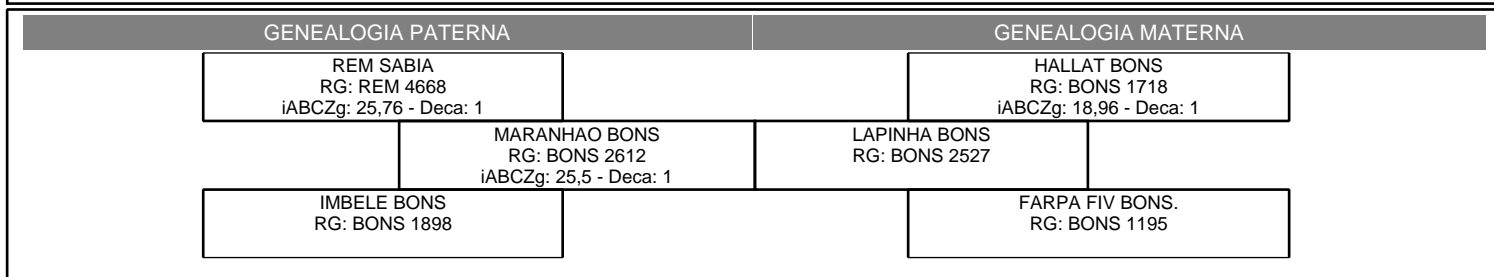 GENEALOGIA PATERNA
GENEALOGIA MATERNA
REM SABIA
RG: REM 4668
iABCZg: 25,76 - Deca: 1
HALLAT BONS
RG: BONS 1718
iABCZg: 18,96 - Deca: 1
MARANHAO BONS
RG: BONS 2612
iABCZg: 25,5 - Deca: 1
LAPINHA BONS
RG: BONS 2527
IMBELE BONS
RG: BONS 1898
FARPA FIV BONS.
RG: BONS 1195